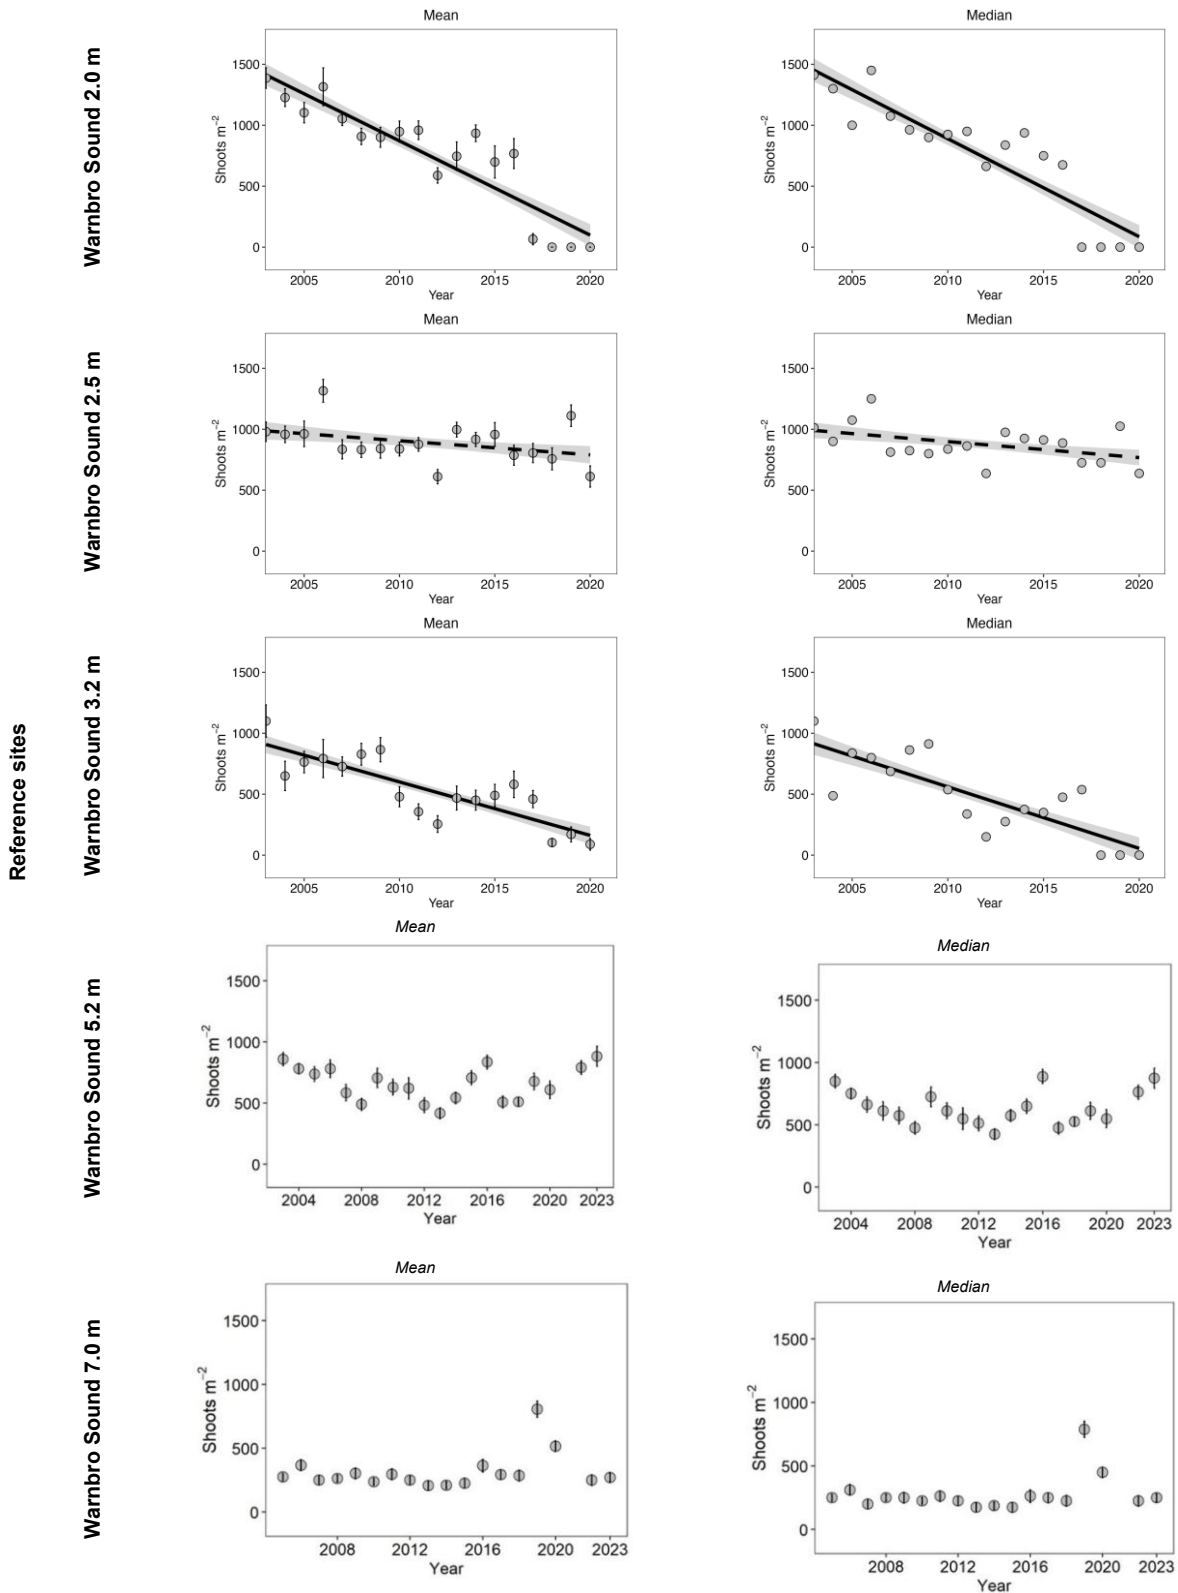 Reference sites
Warnbro Sound 2.0 m
Mean
1500
1000
500
0
Shoots m⁻²
2005 2010 2015 2020
Year
Median
1500
1000
500
0
Shoots m⁻²
2005 2010 2015 2020
Year
Warnbro Sound 2.5 m
Mean
1500
1000
500
0
Shoots m⁻²
2005 2010 2015 2020
Year
Median
1500
1000
500
0
Shoots m⁻²
2005 2010 2015 2020
Year
Warnbro Sound 3.2 m
Mean
1500
1000
500
0
Shoots m⁻²
2005 2010 2015 2020
Year
Median
1500
1000
500
0
Shoots m⁻²
2005 2010 2015 2020
Year
Warnbro Sound 5.2 m
Mean
1500
1000
500
0
Shoots m⁻²
2004 2008 2012 2016 2020 2023
Year
Median
1500
1000
500
0
Shoots m⁻²
2004 2008 2012 2016 2020 2023
Year
Warnbro Sound 7.0 m
Mean
1500
1000
500
0
Shoots m⁻²
2008 2012 2016 2020 2023
Year
Median
1500
1000
500
0
Shoots m⁻²
2008 2012 2016 2020 2023
Year